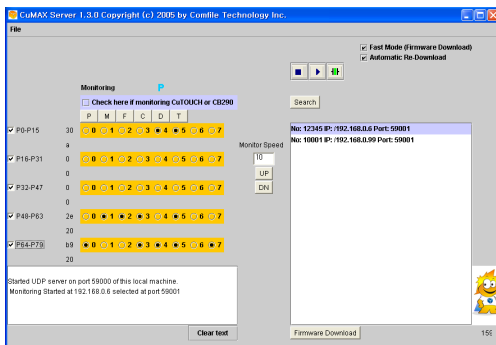 CuMAX Server 1.3.0 Copyright (c) 2005 by Comfile Technology Inc.
File
Fast Mode (Firmware Download)
Automatic Re-Download
Monitoring P
Check here if monitoring CuTOUCH or CB290
Search
P M F C D T
P0-P15 30 0 1 2 3 4 5 6 7
a
P16-P31 0 0 1 2 3 4 5 6 7
0
P32-P47 0 0 1 2 3 4 5 6 7
0
P48-P63 2e 0 1 2 3 4 5 6 7
20
P64-P79 b9 0 1 2 3 4 5 6 7
20
Monitor Speed
10
UP
DN
No: 12345 IP: /192.168.0.6 Port: 59001
No: 10001 IP: /192.168.0.99 Port: 59001
Started UDP server on port 59000 of this local machine.
Monitoring Started at 192.168.0.6 selected at port 59001
Clear text
Firmware Download